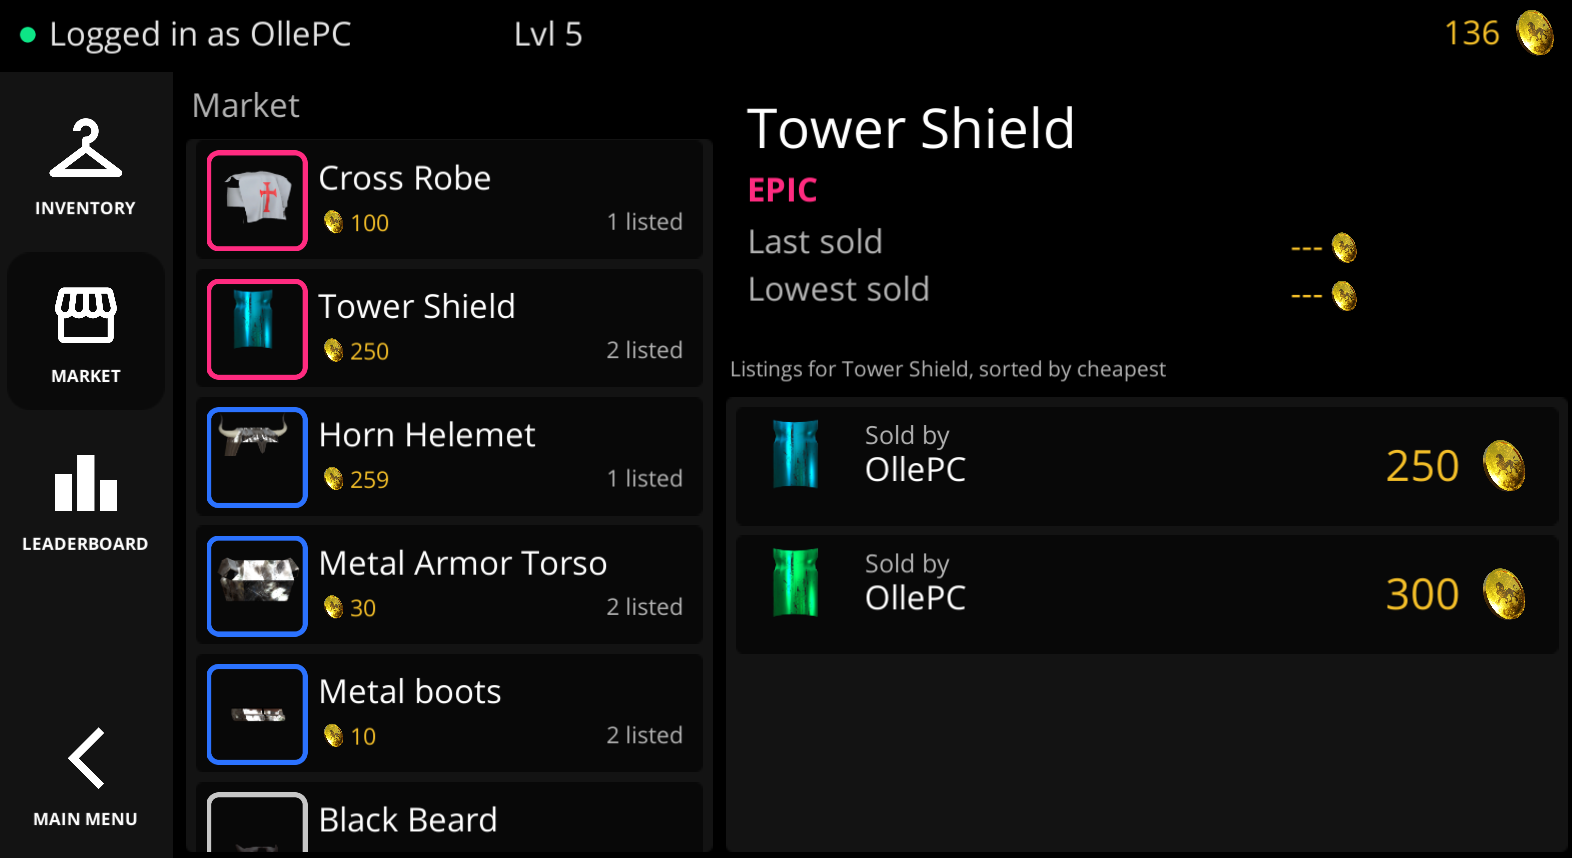 Logged in as OllePC
Lvl 5
136
INVENTORY
MARKET
LEADERBOARD
MAIN MENU
Market
Cross Robe
100
1 listed
Tower Shield
250
2 listed
Horn Helemet
259
1 listed
Metal Armor Torso
30
2 listed
Metal boots
10
2 listed
Black Beard
Tower Shield
EPIC
Last sold
---
Lowest sold
---
Listings for Tower Shield, sorted by cheapest
Sold by
OllePC
250
Sold by
OllePC
300